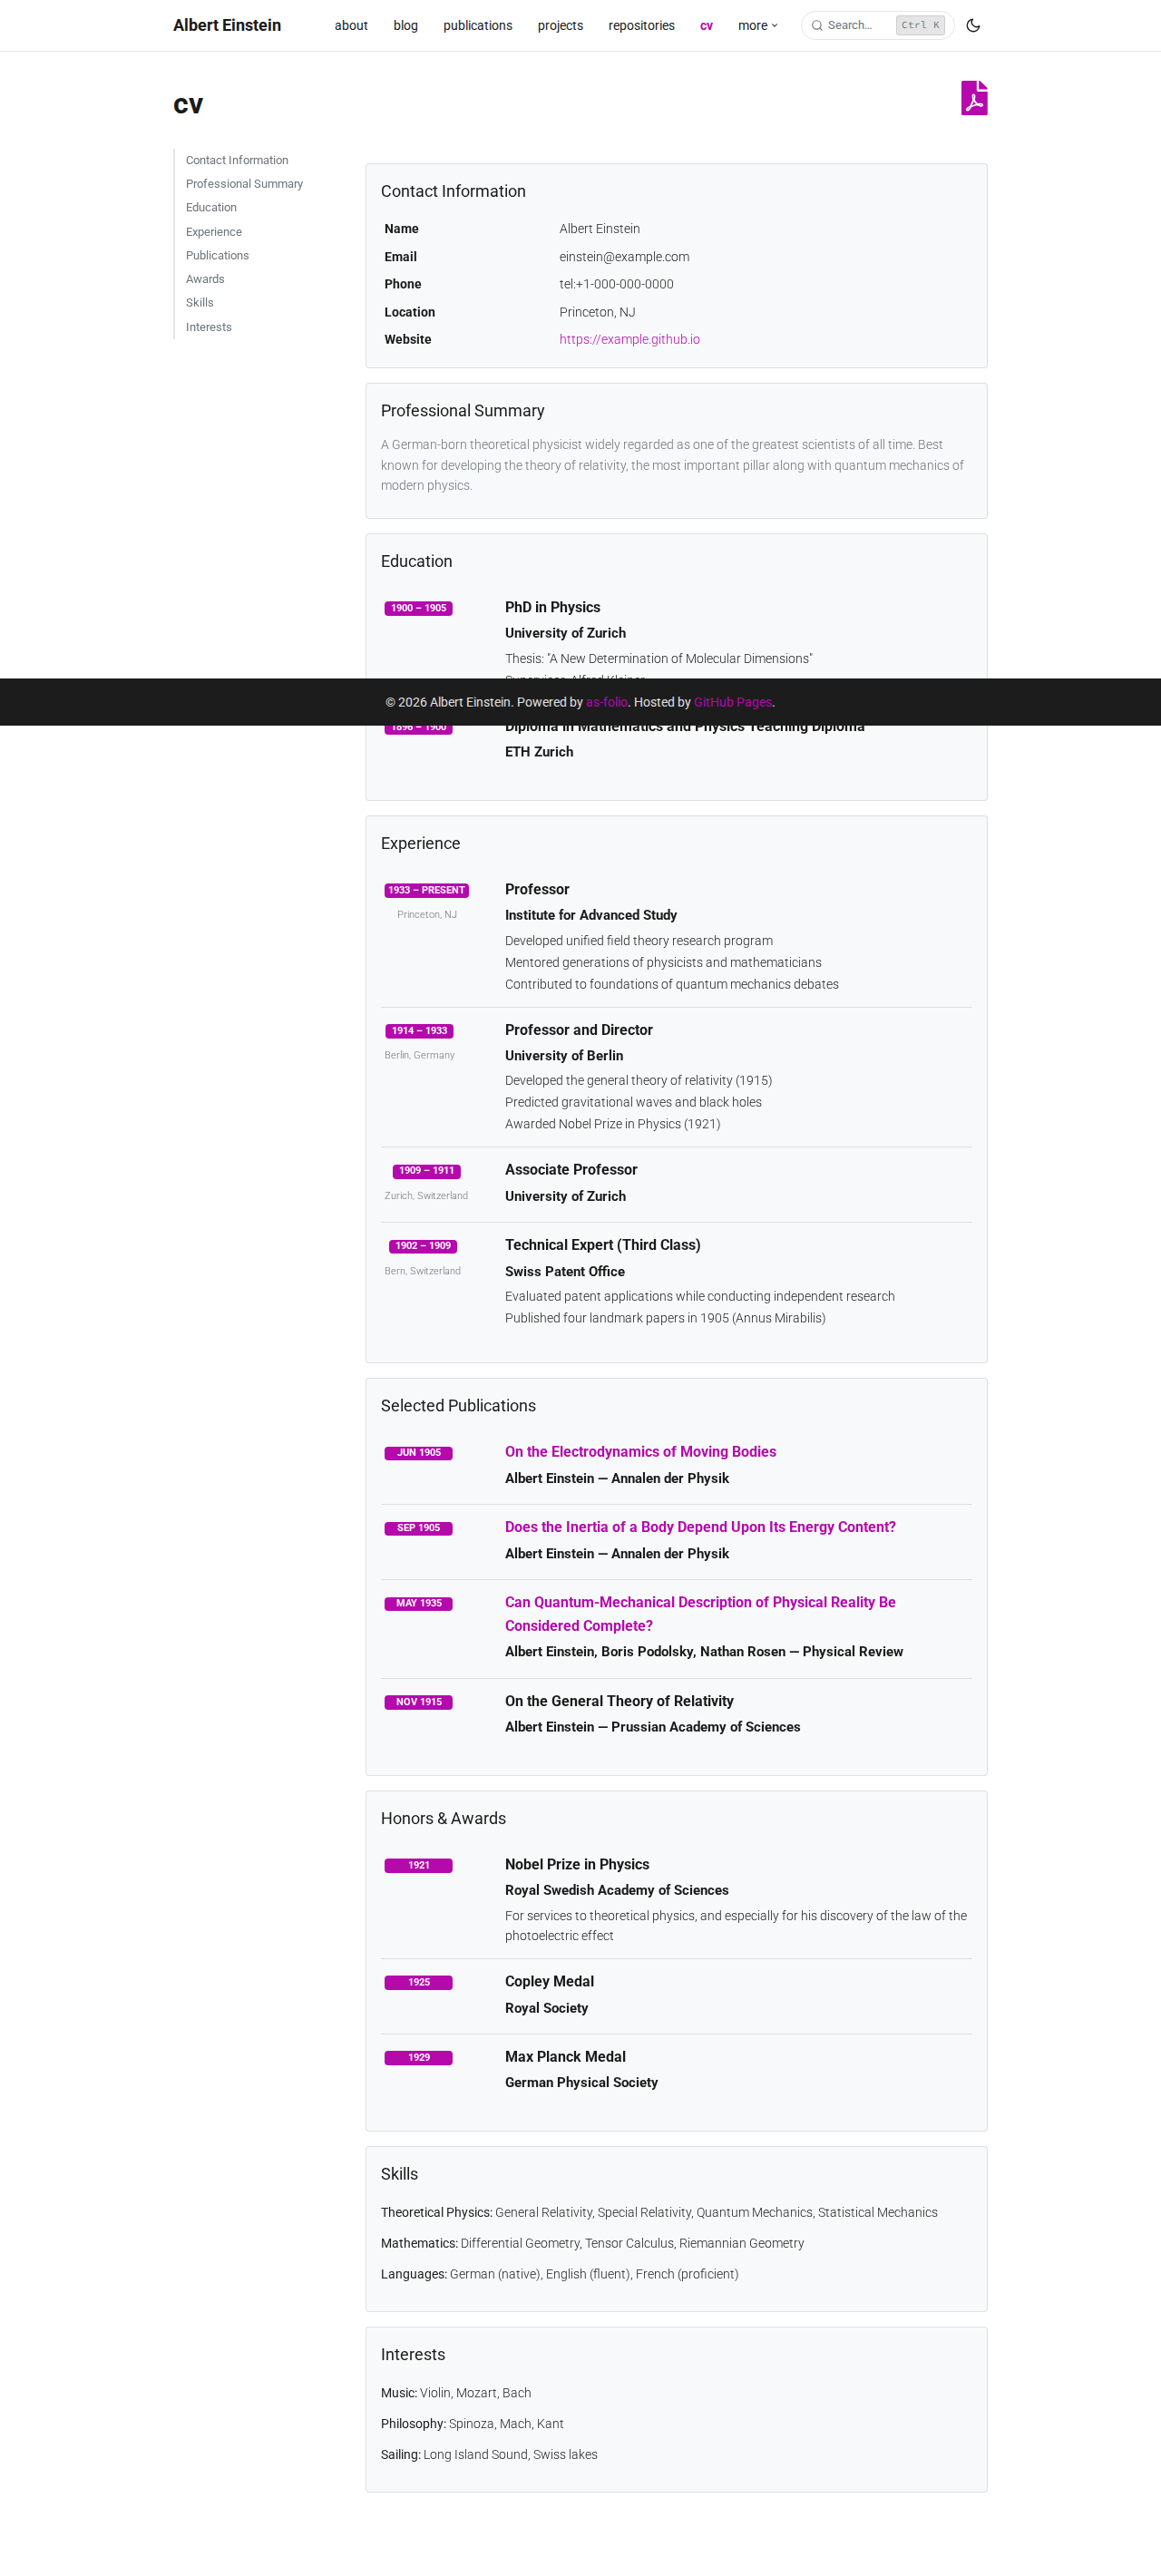 Albert Einstein about blog publications projects repositories cv more Search... Ctrl K
cv
Contact Information
Professional Summary
Education
Experience
Publications
Awards
Skills
Interests
Contact Information
Name Albert Einstein
Email einstein@example.com
Phone tel:+1-000-000-0000
Location Princeton, NJ
Website https://example.github.io
Professional Summary
A German-born theoretical physicist widely regarded as one of the greatest scientists of all time. Best
known for developing the theory of relativity, the most important pillar along with quantum mechanics of
modern physics.
Education
1900 – 1905 PhD in Physics
University of Zurich
Thesis: "A New Determination of Molecular Dimensions"
© 2026 Albert Einstein. Powered by as-folio. Hosted by GitHub Pages.
1896 – 1900 Diploma in Mathematics and Physics Teaching Diploma
ETH Zurich
Experience
1933 – PRESENT Professor
Princeton, NJ Institute for Advanced Study
Developed unified field theory research program
Mentored generations of physicists and mathematicians
Contributed to foundations of quantum mechanics debates
1914 – 1933 Professor and Director
Berlin, Germany University of Berlin
Developed the general theory of relativity (1915)
Predicted gravitational waves and black holes
Awarded Nobel Prize in Physics (1921)
1909 – 1911 Associate Professor
Zurich, Switzerland University of Zurich
1902 – 1909 Technical Expert (Third Class)
Bern, Switzerland Swiss Patent Office
Evaluated patent applications while conducting independent research
Published four landmark papers in 1905 (Annus Mirabilis)
Selected Publications
JUN 1905 On the Electrodynamics of Moving Bodies
Albert Einstein — Annalen der Physik
SEP 1905 Does the Inertia of a Body Depend Upon Its Energy Content?
Albert Einstein — Annalen der Physik
MAY 1935 Can Quantum-Mechanical Description of Physical Reality Be
Considered Complete?
Albert Einstein, Boris Podolsky, Nathan Rosen — Physical Review
NOV 1915 On the General Theory of Relativity
Albert Einstein — Prussian Academy of Sciences
Honors & Awards
1921 Nobel Prize in Physics
Royal Swedish Academy of Sciences
For services to theoretical physics, and especially for his discovery of the law of the
photoelectric effect
1925 Copley Medal
Royal Society
1929 Max Planck Medal
German Physical Society
Skills
Theoretical Physics: General Relativity, Special Relativity, Quantum Mechanics, Statistical Mechanics
Mathematics: Differential Geometry, Tensor Calculus, Riemannian Geometry
Languages: German (native), English (fluent), French (proficient)
Interests
Music: Violin, Mozart, Bach
Philosophy: Spinoza, Mach, Kant
Sailing: Long Island Sound, Swiss lakes